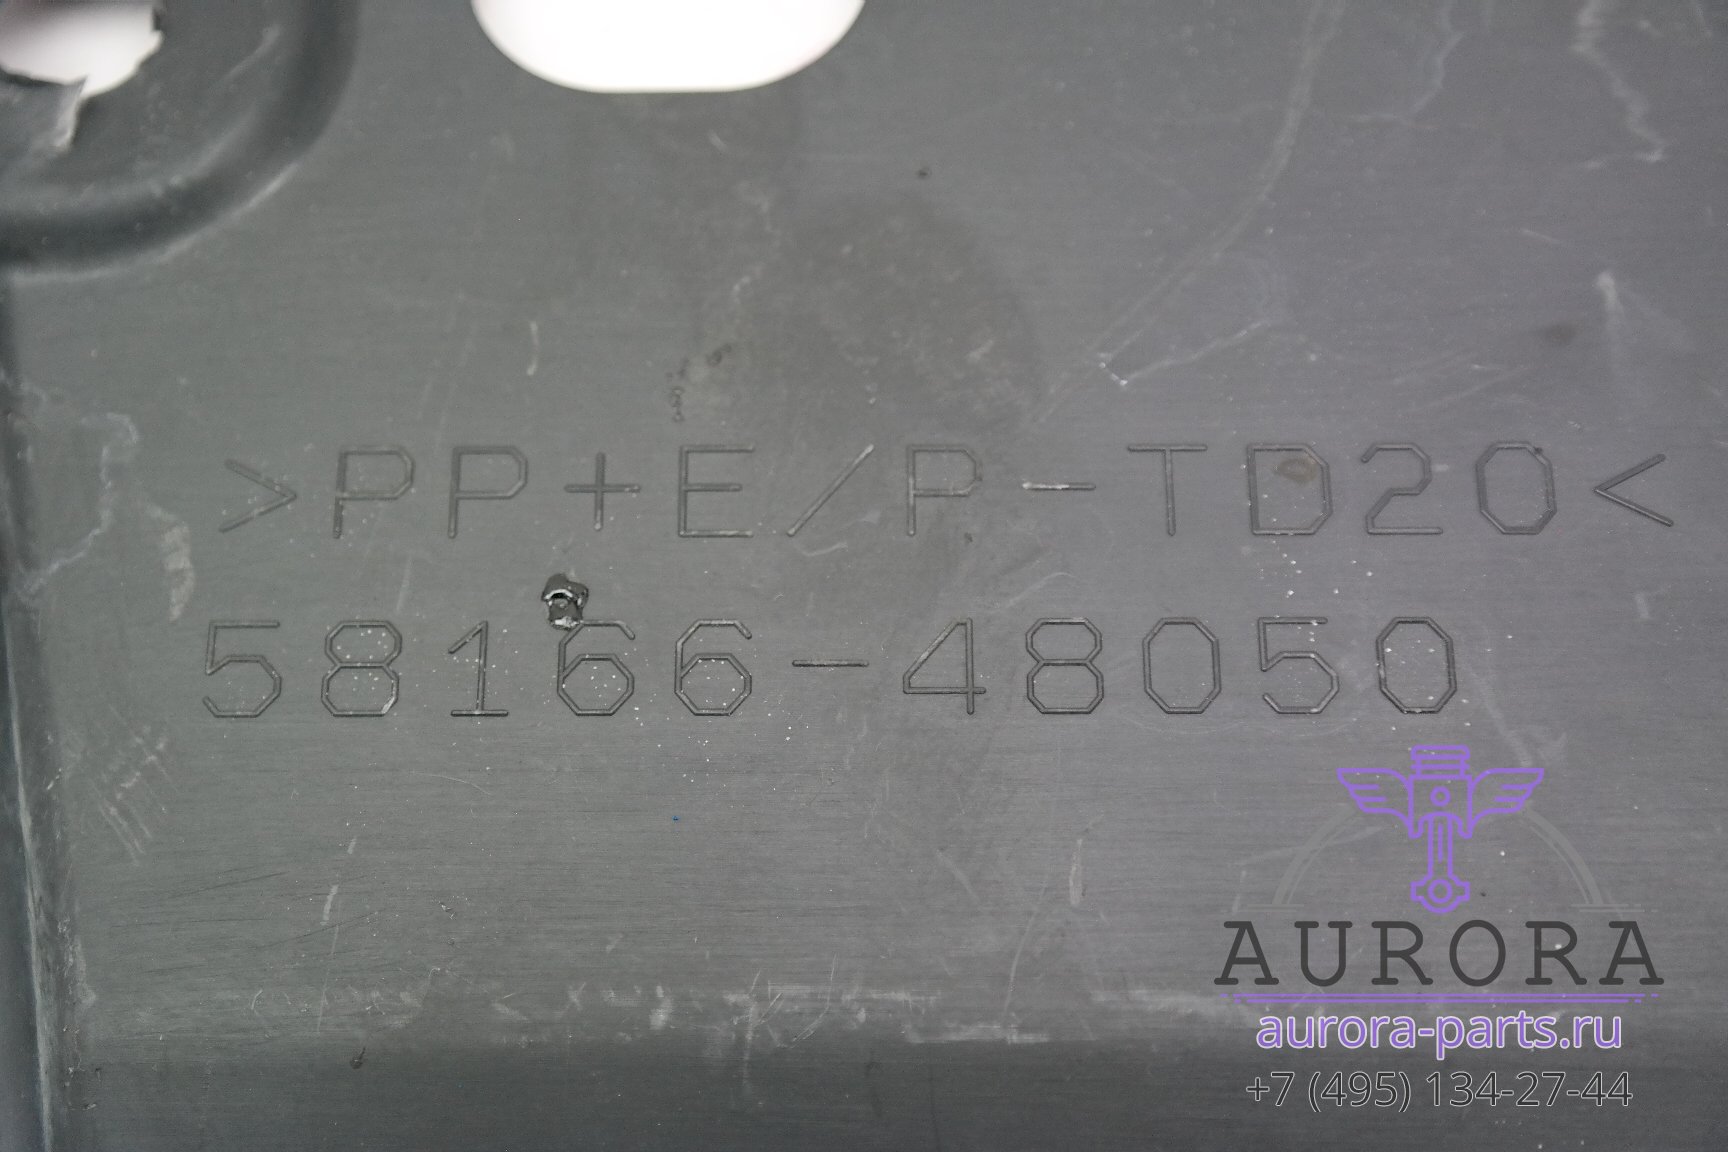 >PP+E/P-TD20<
58166-48050
AURORA
aurora-parts.ru
+7 (495) 134-27-44